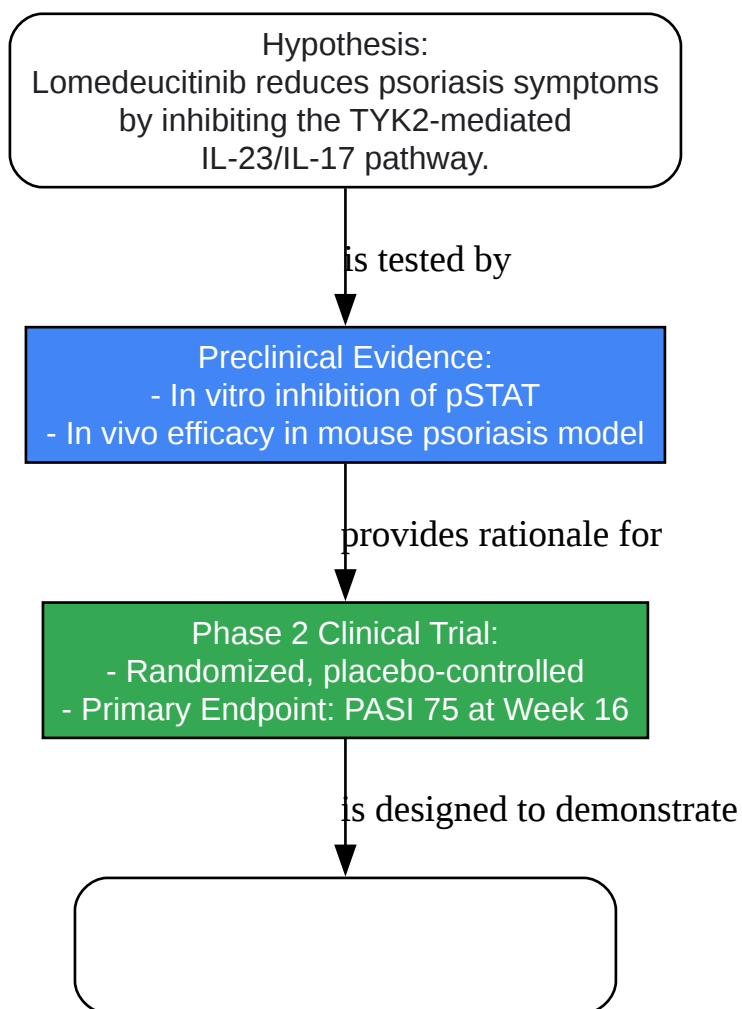 Hypothesis:
Lomedeucitinib reduces psoriasis symptoms
by inhibiting the TYK2-mediated
IL-23/IL-17 pathway.
is tested by
Preclinical Evidence:
- In vitro inhibition of pSTAT
- In vivo efficacy in mouse psoriasis model
provides rationale for
Phase 2 Clinical Trial:
- Randomized, placebo-controlled
- Primary Endpoint: PASI 75 at Week 16
is designed to demonstrate